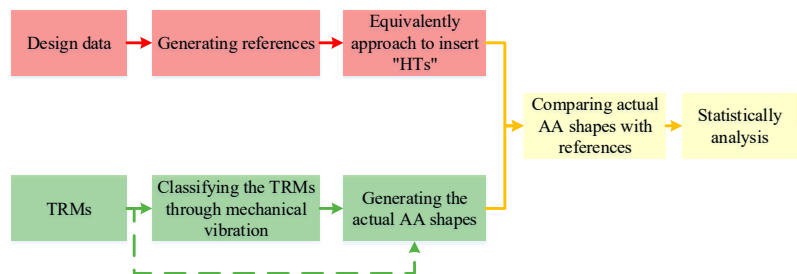 Design data
Generating references
Equivalently
approach to insert
"HTs"
Comparing actual
AA shapes with
references
Statistically
analysis
TRMs
Classifying the TRMs
through mechanical
vibration
Generating the
actual AA shapes